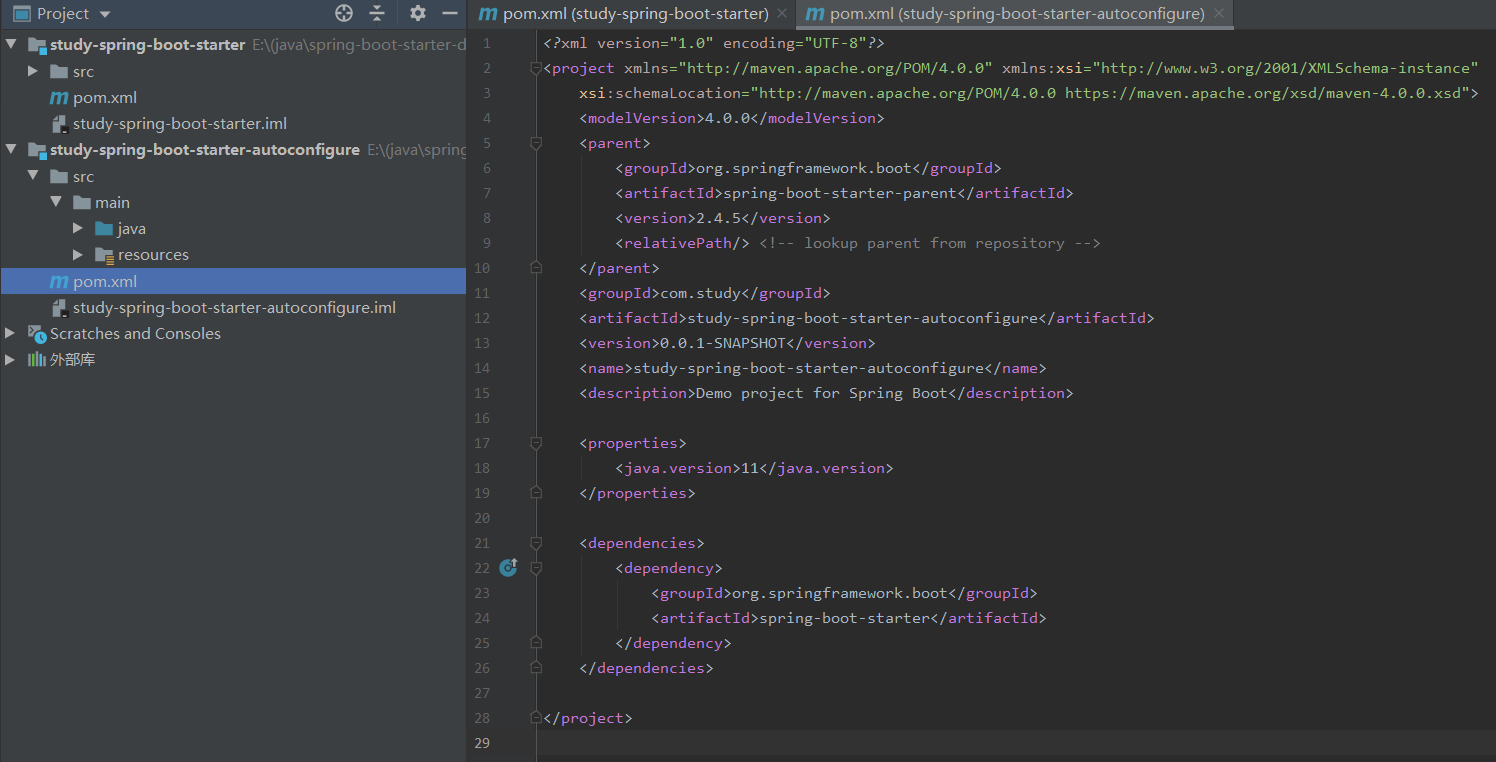 Project
study-spring-boot-starter E:\(java\spring-boot-starter-d
src
pom.xml
study-spring-boot-starter.iml
study-spring-boot-starter-autoconfigure E:\(java\spring
src
main
java
resources
pom.xml
study-spring-boot-starter-autoconfigure.iml
Scratches and Consoles
外部库
pom.xml (study-spring-boot-starter)
pom.xml (study-spring-boot-starter-autoconfigure)
1 <?xml version="1.0" encoding="UTF-8"?>
2 <project xmlns="http://maven.apache.org/POM/4.0.0" xmlns:xsi="http://www.w3.org/2001/XMLSchema-instance"
3 xsi:schemaLocation="http://maven.apache.org/POM/4.0.0 https://maven.apache.org/xsd/maven-4.0.0.xsd">
4 <modelVersion>4.0.0</modelVersion>
5 <parent>
6 <groupId>org.springframework.boot</groupId>
7 <artifactId>spring-boot-starter-parent</artifactId>
8 <version>2.4.5</version>
9 <relativePath/> <!-- lookup parent from repository -->
10 </parent>
11 <groupId>com.study</groupId>
12 <artifactId>study-spring-boot-starter-autoconfigure</artifactId>
13 <version>0.0.1-SNAPSHOT</version>
14 <name>study-spring-boot-starter-autoconfigure</name>
15 <description>Demo project for Spring Boot</description>
16
17 <properties>
18 <java.version>11</java.version>
19 </properties>
20
21 <dependencies>
22 <dependency>
23 <groupId>org.springframework.boot</groupId>
24 <artifactId>spring-boot-starter</artifactId>
25 </dependency>
26 </dependencies>
27
28 </project>
29